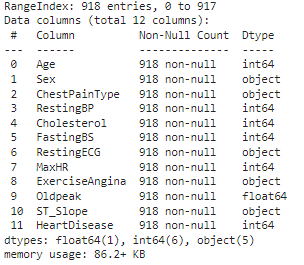 RangeIndex: 918 entries, 0 to 917
Data columns (total 12 columns):
 #   Column          Non-Null Count  Dtype
---  ------          --------------  -----
 0   Age             918 non-null    int64
 1   Sex             918 non-null    object
 2   ChestPainType   918 non-null    object
 3   RestingBP       918 non-null    int64
 4   Cholesterol     918 non-null    int64
 5   FastingBS       918 non-null    int64
 6   RestingECG      918 non-null    object
 7   MaxHR           918 non-null    int64
 8   ExerciseAngina  918 non-null    object
 9   Oldpeak         918 non-null    float64
 10  ST_Slope        918 non-null    object
 11  HeartDisease    918 non-null    int64
dtypes: float64(1), int64(6), object(5)
memory usage: 86.2+ KB